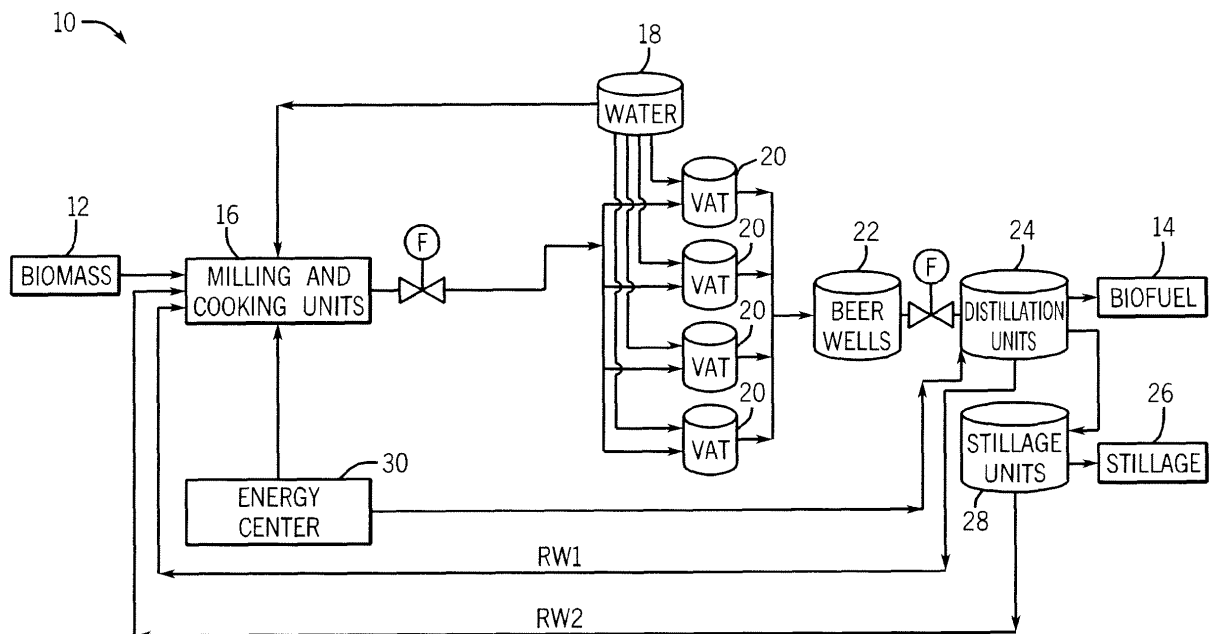 10
18
WATER
20
VAT
12
BIOMASS
16
MILLING AND
COOKING UNITS
F
20
VAT
22
BEER
WELLS
F
24
DISTILLATION
UNITS
14
BIOFUEL
20
VAT
20
VAT
STILLAGE
UNITS
28
26
STILLAGE
30
ENERGY
CENTER
RW1
RW2